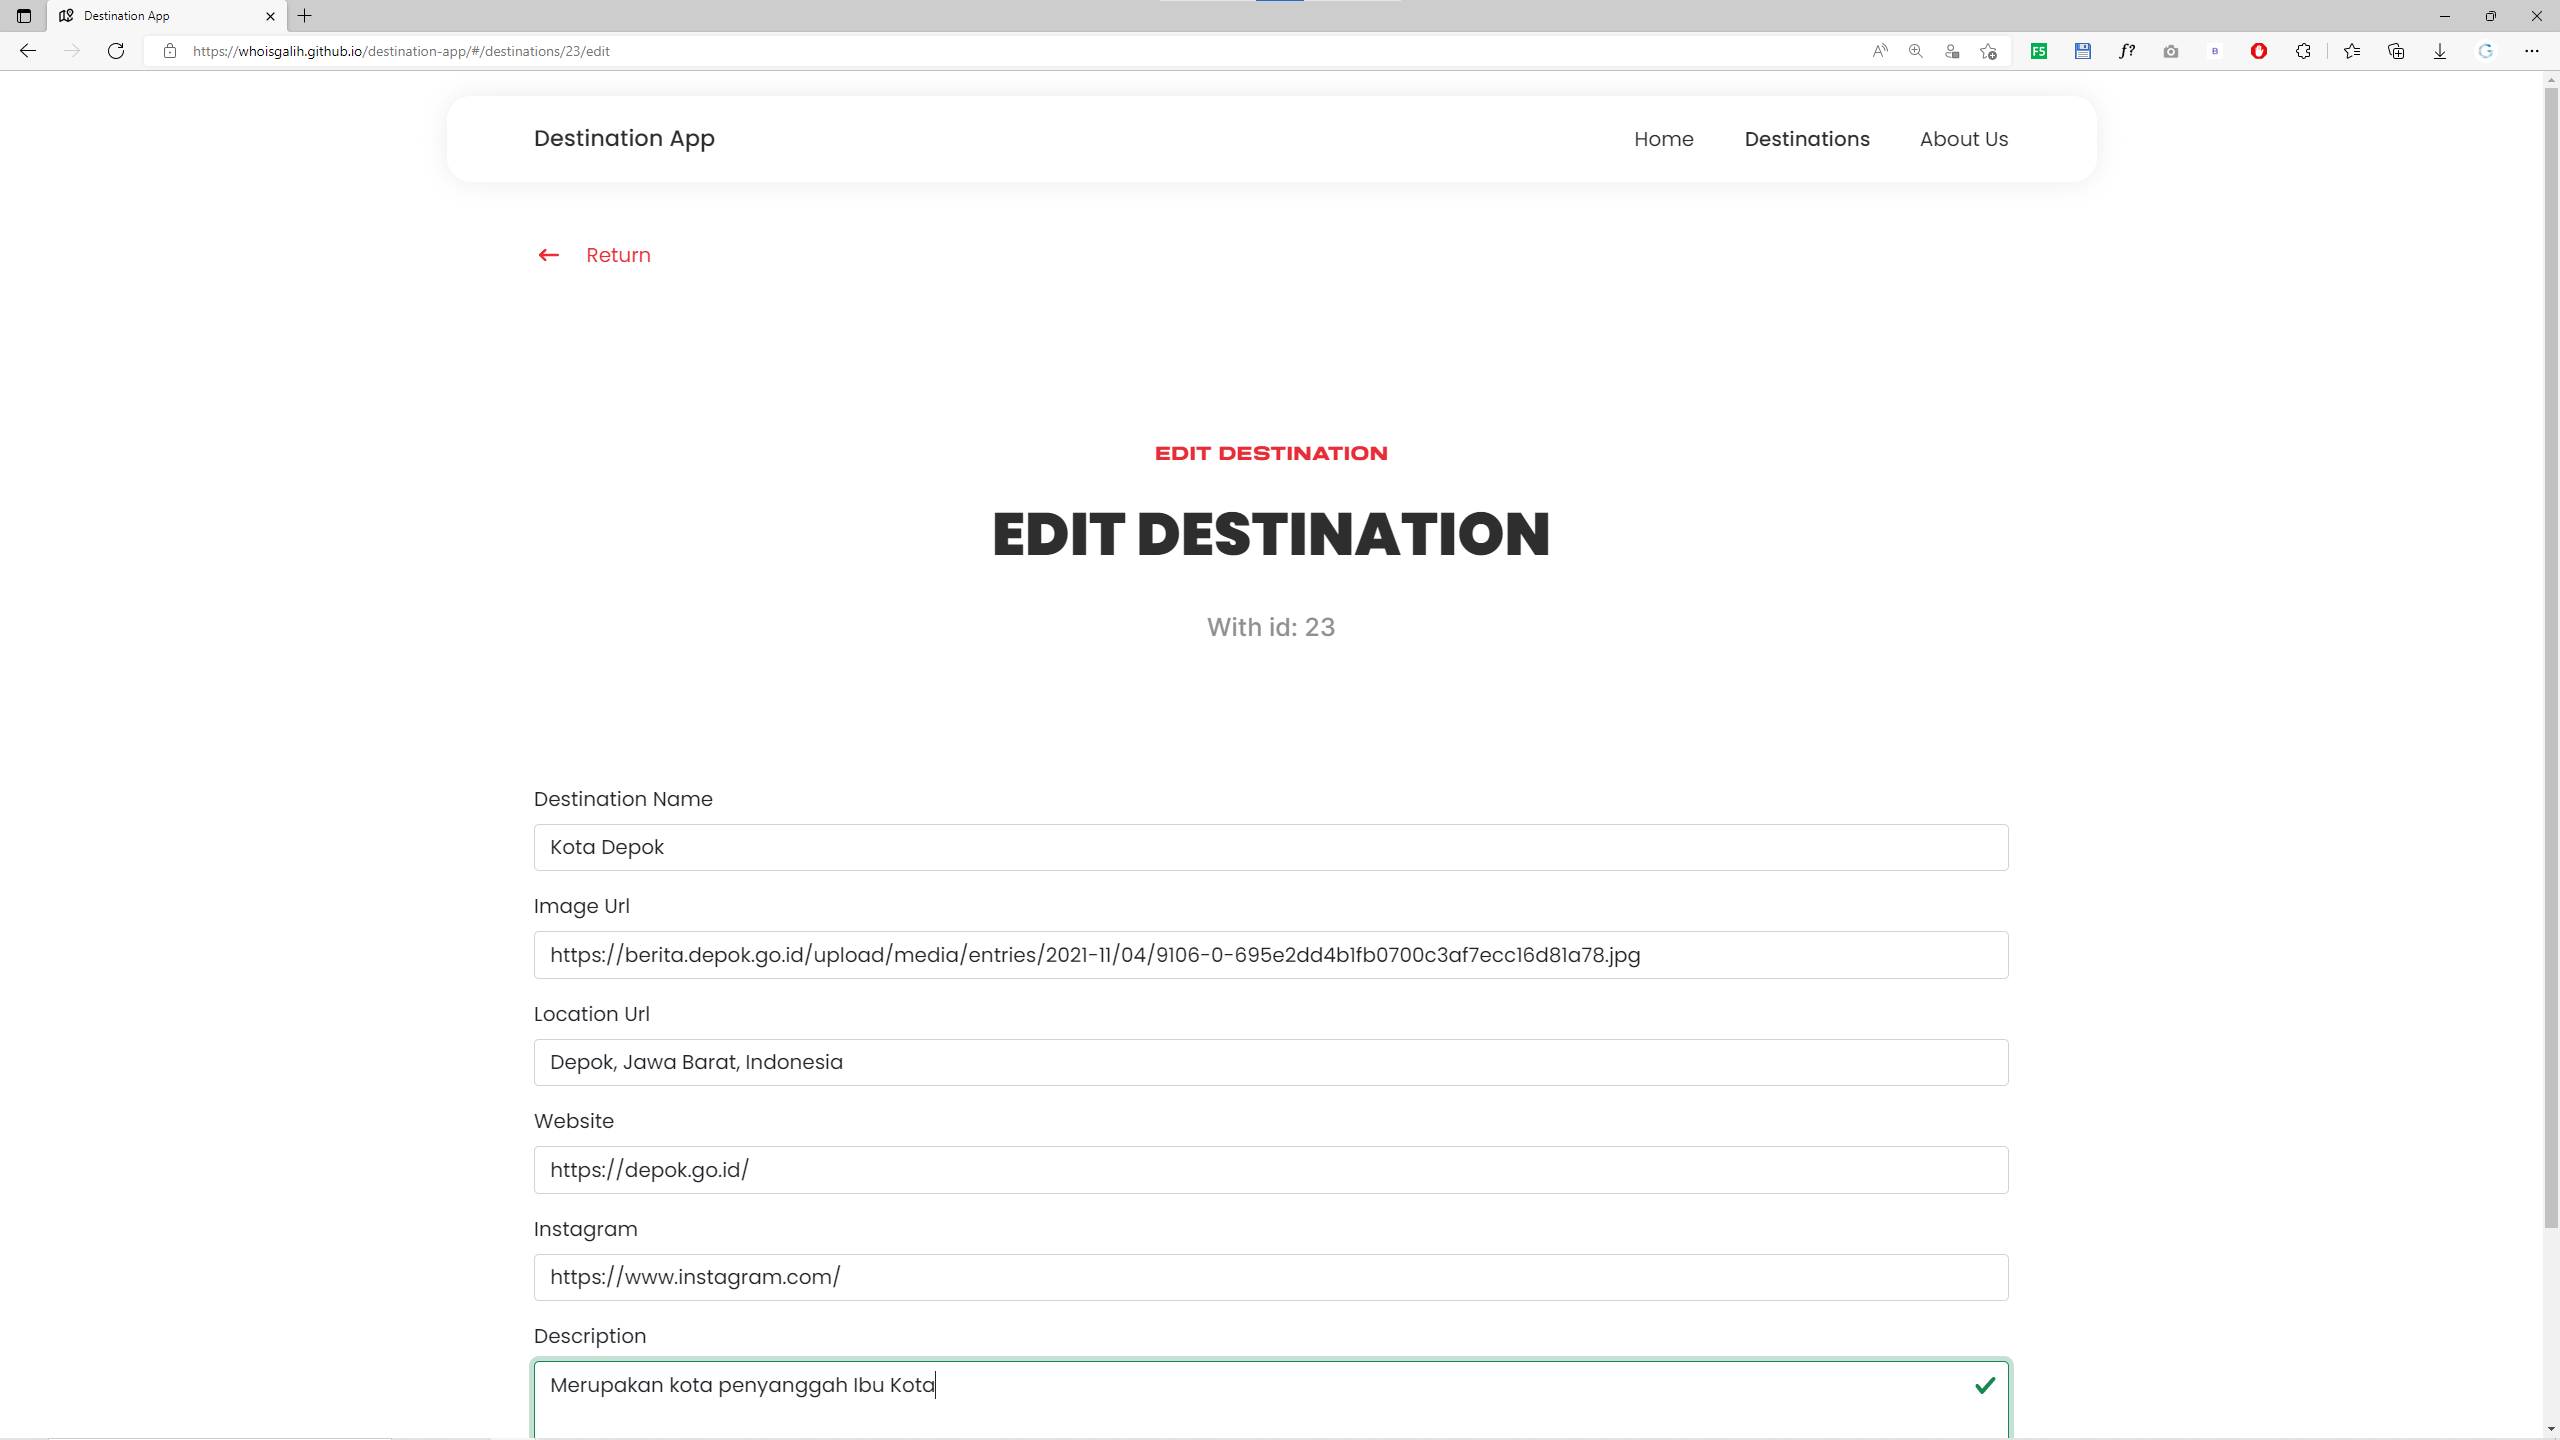 Destination App
https://whoisgalih.github.io/destination-app/#/destinations/23/edit
F5
f?
B
Destination App
Home
Destinations
About Us
Return
EDIT DESTINATION
EDIT DESTINATION
With id: 23
Destination Name
Kota Depok
Image Url
https://berita.depok.go.id/upload/media/entries/2021-11/04/9106-0-695e2dd4b1fb0700c3af7ecc16d81a78.jpg
Location Url
Depok, Jawa Barat, Indonesia
Website
https://depok.go.id/
Instagram
https://www.instagram.com/
Description
Merupakan kota penyanggah Ibu Kota